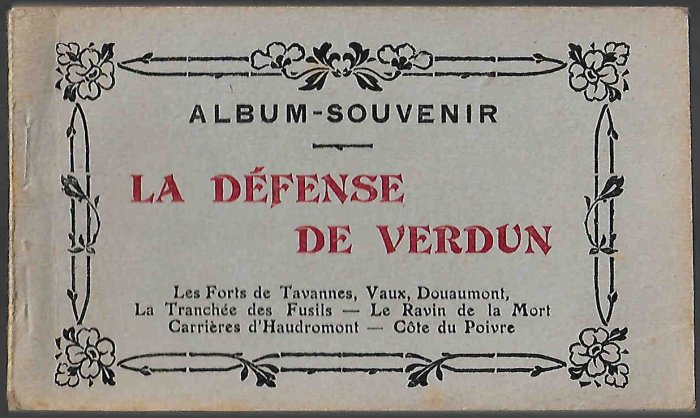 ALBUM-SOUVENIR
LA DÉFENSE
DE VERDUN
Les Forts de Tavannes, Vaux, Douaumont,
La Tranchée des Fusils — Le Ravin de la Mort
Carrières d'Haudromont — Côte du Poivre